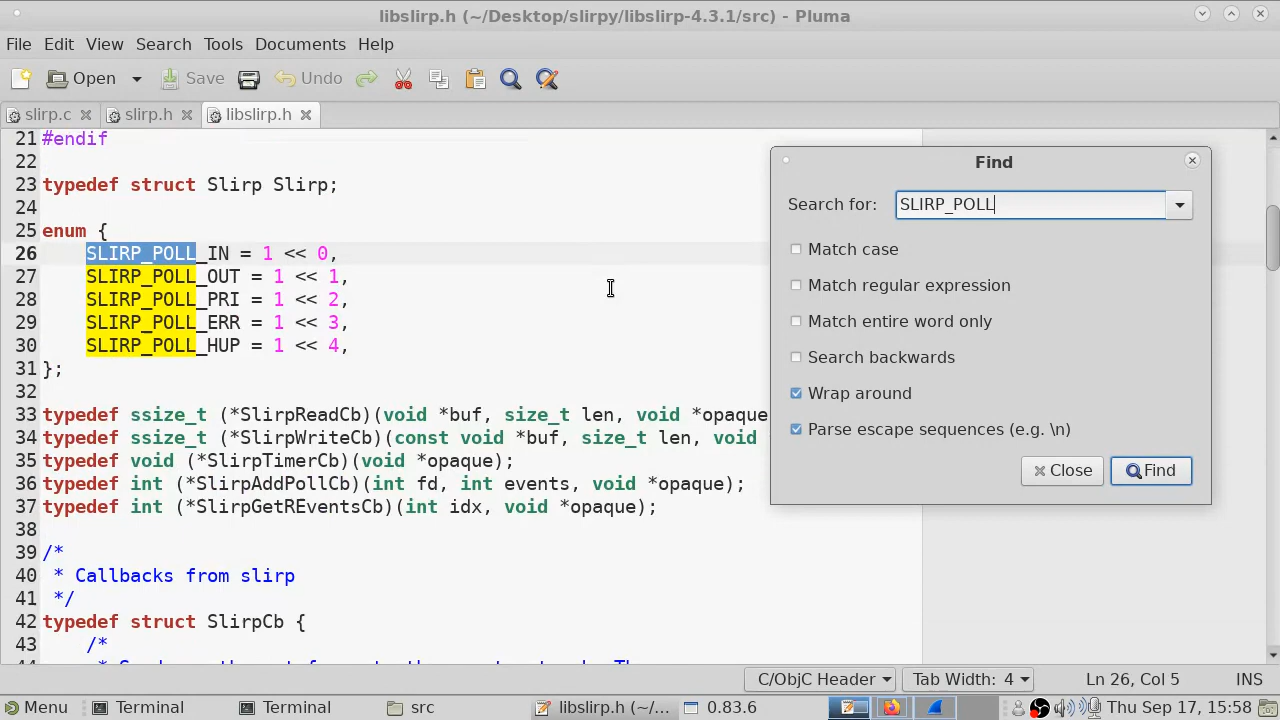 libslirp.h (~/Desktop/slirpy/libslirp-4.3.1/src) - Pluma
File Edit View Search Tools Documents Help
Open Save Undo
slirp.c slirp.h libslirp.h
21 #endif
22
23 typedef struct Slirp Slirp;
24
25 enum {
26     SLIRP_POLL_IN = 1 << 0,
27     SLIRP_POLL_OUT = 1 << 1,
28     SLIRP_POLL_PRI = 1 << 2,
29     SLIRP_POLL_ERR = 1 << 3,
30     SLIRP_POLL_HUP = 1 << 4,
31 };
32
33 typedef ssize_t (*SlirpReadCb)(void *buf, size_t len, void *opaque
34 typedef ssize_t (*SlirpWriteCb)(const void *buf, size_t len, void
35 typedef void (*SlirpTimerCb)(void *opaque);
36 typedef int (*SlirpAddPollCb)(int fd, int events, void *opaque);
37 typedef int (*SlirpGetREventsCb)(int idx, void *opaque);
38
39 /*
40  * Callbacks from slirp
41  */
42 typedef struct SlirpCb {
43     /*
Find
Search for: SLIRP_POLL
Match case
Match regular expression
Match entire word only
Search backwards
Wrap around
Parse escape sequences (e.g. \n)
Close Find
C/ObjC Header Tab Width: 4 Ln 26, Col 5 INS
Menu Terminal Terminal src libslirp.h (~/... 0.83.6 Thu Sep 17, 15:58